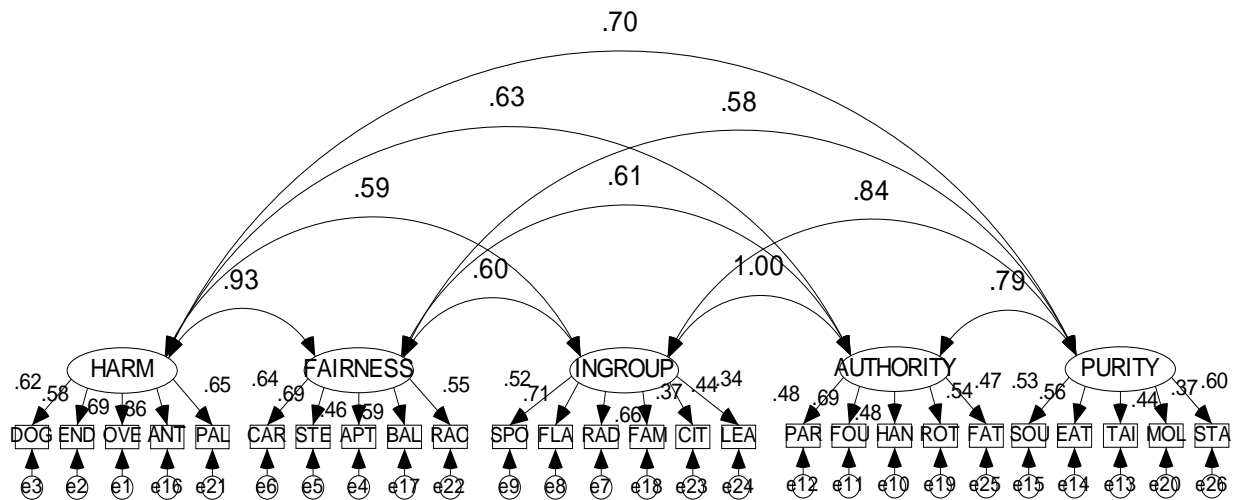 .70
.63 .58
.59 .61 .84
.93 .60 1.00 .79
HARM FAIRNESS INGROUP AUTHORITY PURITY
.62 .58 .69 .65 .64 .69 .46 .59 .55 .52 .71 .66 .37 .44 .34 .48 .69 .48 .54 .47 .53 .56 .44 .37 .60
DOG END OVE ANT PAL CAR STE APT BAL RAC SPO FLA RAD FAM CIT LEA PAR FOU HAN ROT FAT SOU EAT TAI MOL STA
e3 e2 e1 e16 e21 e6 e5 e4 e17 e22 e9 e8 e7 e18 e23 e24 e12 e11 e10 e19 e25 e15 e14 e13 e20 e26